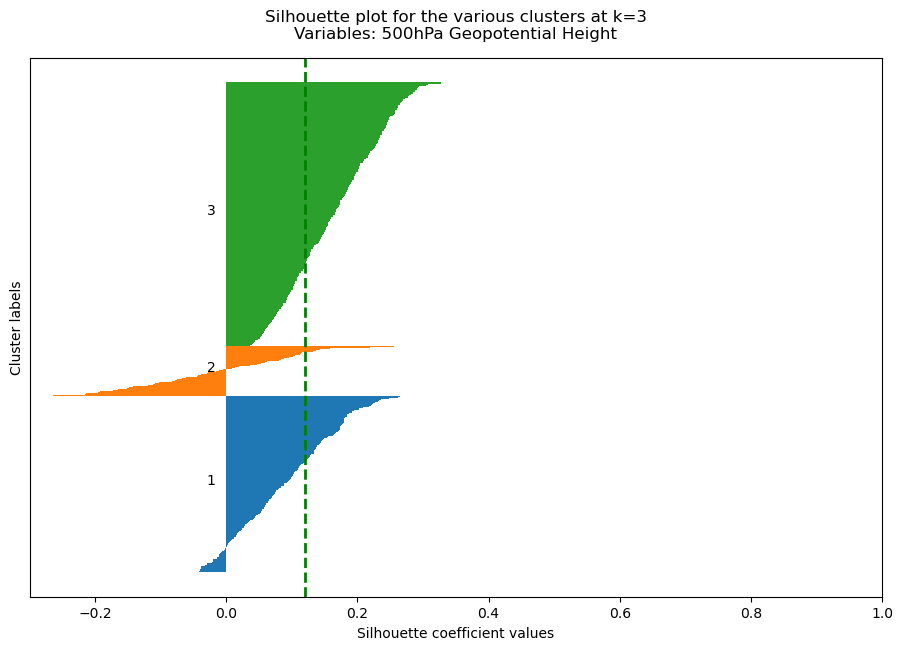 Silhouette plot for the various clusters at k=3
Variables: 500hPa Geopotential Height
Cluster labels
3
2
1
−0.2 0.0 0.2 0.4 0.6 0.8 1.0
Silhouette coefficient values